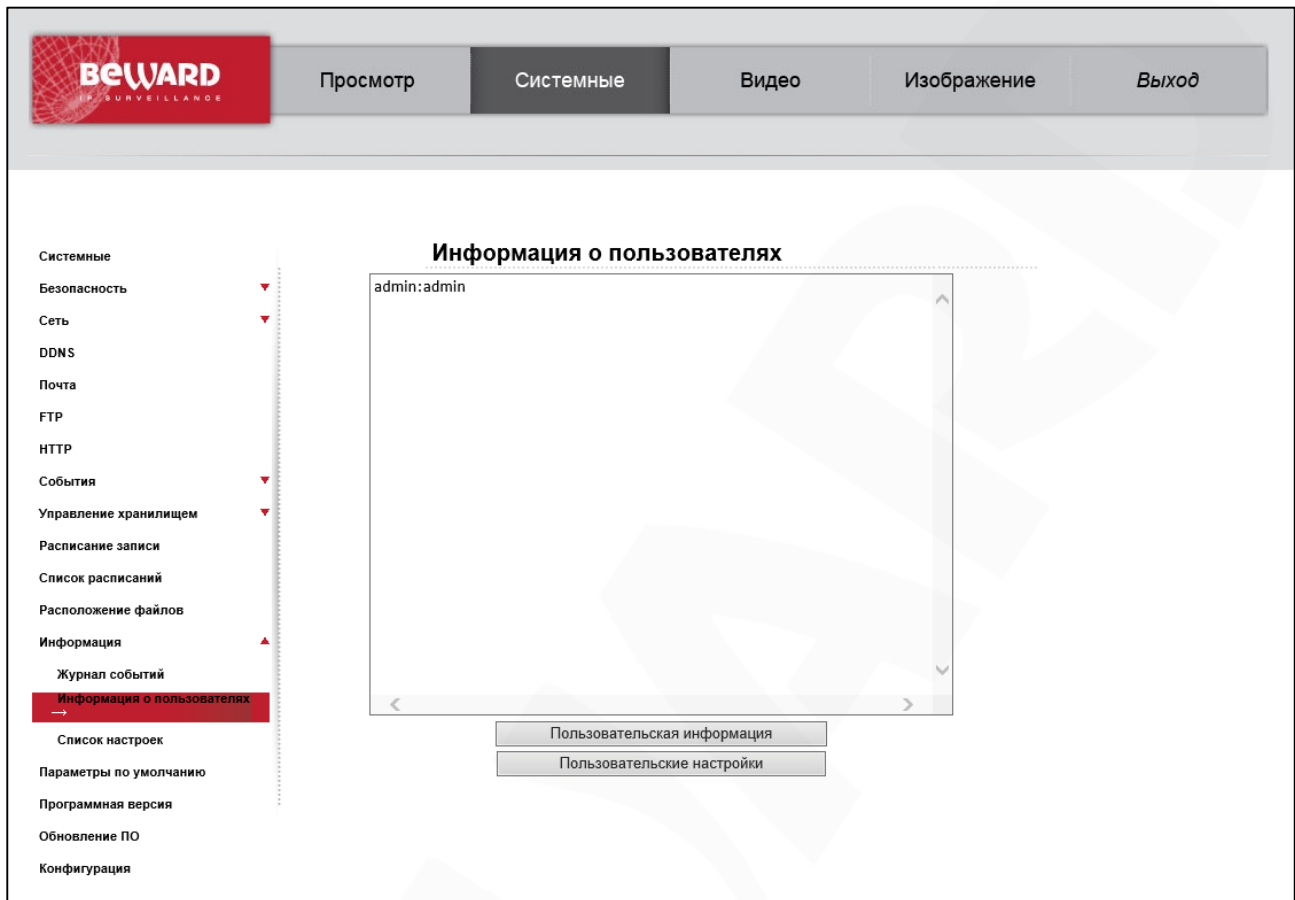 BEWARD
IP SURVEILLANCE
Просмотр
Системные
Видео
Изображение
Выход
Информация о пользователях
admin:admin
Системные
Безопасность
Сеть
DDNS
Почта
FTP
HTTP
События
Управление хранилищем
Расписание записи
Список расписаний
Расположение файлов
Информация
Журнал событий
Информация о пользователях
→
Список настроек
Параметры по умолчанию
Программная версия
Обновление ПО
Конфигурация
Пользовательская информация
Пользовательские настройки